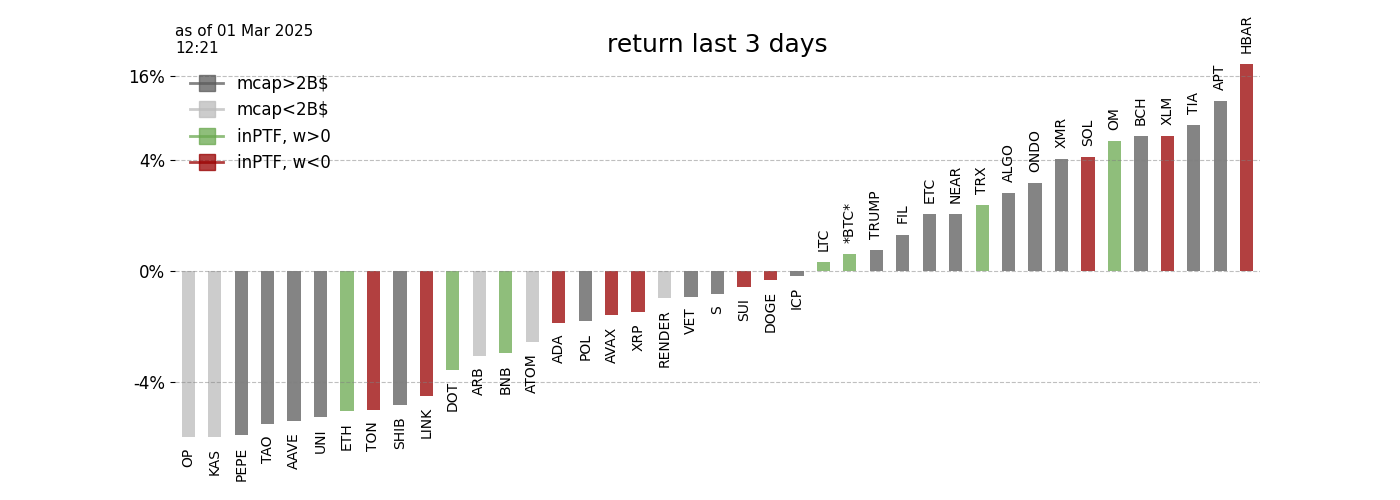 as of 01 Mar 2025
12:21
return last 3 days
mcap>2B$
mcap<2B$
inPTF, w>0
inPTF, w<0
16%
4%
0%
-4%
OP
KAS
PEPE
TAO
AAVE
UNI
ETH
TON
SHIB
LINK
DOT
ARB
BNB
ATOM
ADA
POL
AVAX
XRP
RENDER
VET
S
SUI
DOGE
ICP
LTC
*BTC*
TRUMP
FIL
ETC
NEAR
TRX
ALGO
ONDO
XMR
SOL
OM
BCH
XLM
TIA
APT
HBAR